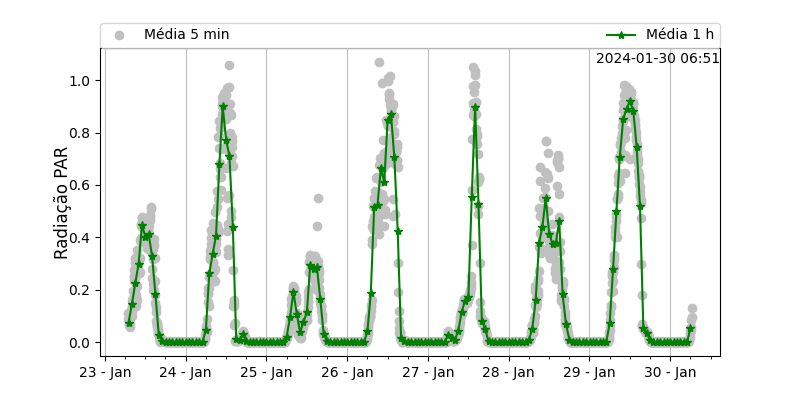 Média 5 min
Média 1 h
2024-01-30 06:51
1.0
0.8
0.6
0.4
0.2
0.0
Radiação PAR
23 - Jan
24 - Jan
25 - Jan
26 - Jan
27 - Jan
28 - Jan
29 - Jan
30 - Jan